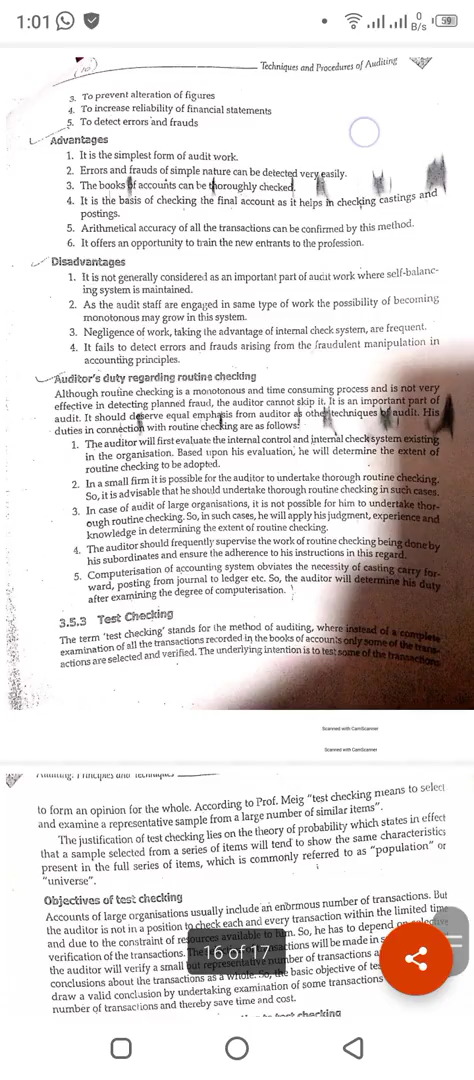 1:01
0
B/s
59
Techniques and Procedures of Auditing
3. To prevent alteration of figures
4. To increase reliability of financial statements
5. To detect errors and frauds
Advantages
1. It is the simplest form of audit work.
2. Errors and frauds of simple nature can be detected very easily.
3. The books of accounts can be thoroughly checked.
4. It is the basis of checking the final account as it helps in checking castings and
postings.
5. Arithmetical accuracy of all the transactions can be confirmed by this method.
6. It offers an opportunity to train the new entrants to the profession.
Disadvantages
1. It is not generally considered as an important part of audit work where self-balanc-
ing system is maintained.
2. As the audit staff are engaged in same type of work the possibility of becoming
monotonous may grow in this system.
3. Negligence of work, taking the advantage of internal check system, are frequent.
4. It fails to detect errors and frauds arising from the fraudulent manipulation in
accounting principles.
Auditor's duty regarding routine checking
Although routine checking is a monotonous and time consuming process and is not very
effective in detecting planned fraud, the auditor cannot skip it. It is an important part of
audit. It should deserve equal emphasis from auditor as other techniques of audit. His
duties in connection with routine checking are as follows:
1. The auditor will first evaluate the internal control and internal check system existing
in the organisation. Based upon his evaluation, he will determine the extent of
routine checking to be adopted.
2. In a small firm it is possible for the auditor to undertake thorough routine checking.
So, it is advisable that he should undertake thorough routine checking in such cases.
3. In case of audit of large organisations, it is not possible for him to undertake thor-
ough routine checking. So, in such cases, he will apply his judgment, experience and
knowledge in determining the extent of routine checking.
4. The auditor should frequently supervise the work of routine checking being done by
his subordinates and ensure the adherence to his instructions in this regard.
5. Computerisation of accounting system obviates the necessity of casting carry for-
ward, posting from journal to ledger etc. So, the auditor will determine his duty
after examining the degree of computerisation.
3.5.3 Test Checking
The term 'test checking' stands for the method of auditing, where instead of a complete
examination of all the transactions recorded in the books of accounts only some of the trans-
actions are selected and verified. The underlying intention is to test some of the transactions
Scanned with CamScanner
Scanned with CamScanner
Auditing: Principles and Techniques
to form an opinion for the whole. According to Prof. Meig "test checking means to select
and examine a representative sample from a large number of similar items".
The justification of test checking lies on the theory of probability which states in effect
that a sample selected from a series of items will tend to show the same characteristics
present in the full series of items, which is commonly referred to as "population" or
"universe".
Objectives of test checking
Accounts of large organisations usually include an enormous number of transactions. But
the auditor is not in a position to check each and every transaction within the limited time
and due to the constraint of resources available to him. So, he has to depend on selective
verification of the transactions. The transactions will be made in
the auditor will verify a small but representative number of transactions
conclusions about the transactions as a whole. So, the basic objective of
draw a valid conclusion by undertaking examination of some transactions
number of transactions and thereby save time and cost.
test checking
16 of 17